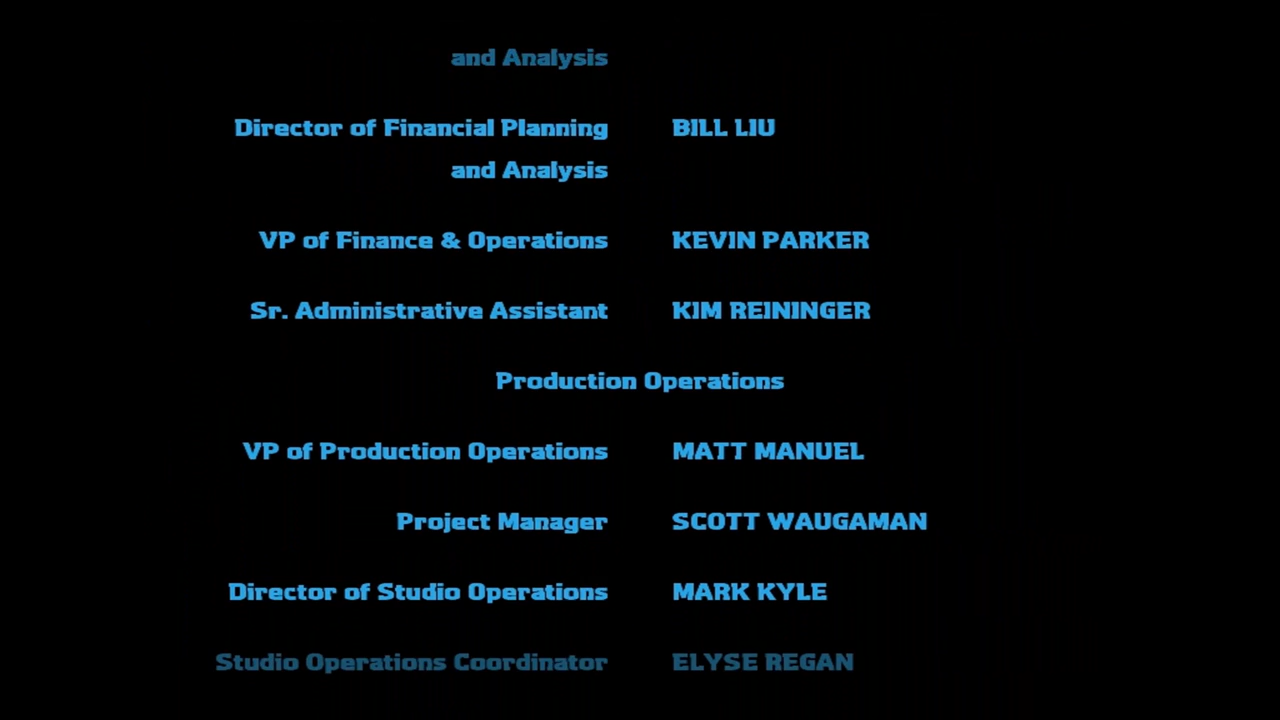 and Analysis
Director of Financial Planning BILL LIU
and Analysis
VP of Finance & Operations KEVIN PARKER
Sr. Administrative Assistant KIM REININGER
Production Operations
VP of Production Operations MATT MANUEL
Project Manager SCOTT WAUGAMAN
Director of Studio Operations MARK KYLE
Studio Operations Coordinator ELYSE REGAN